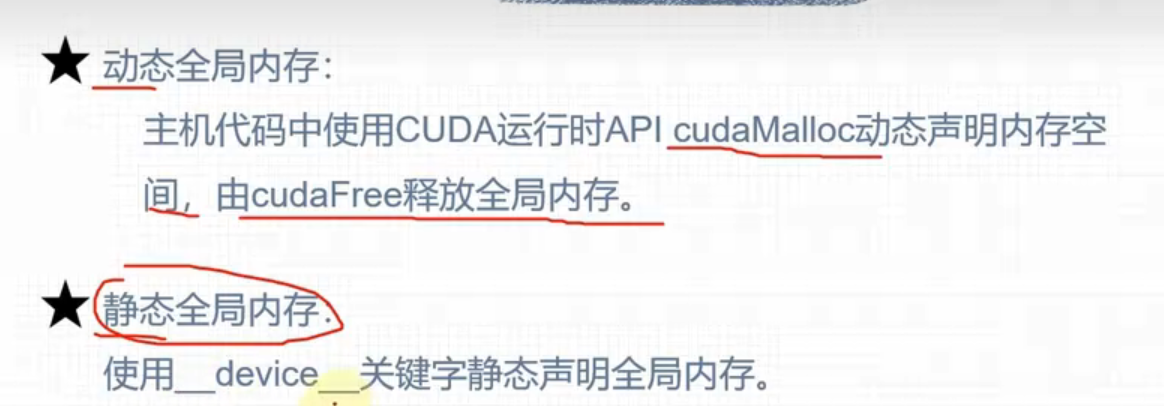 ★ 动态全局内存：
主机代码中使用CUDA运行时API cudaMalloc动态声明内存空
间，由cudaFree释放全局内存。
★ 静态全局内存：
使用__device__关键字静态声明全局内存。